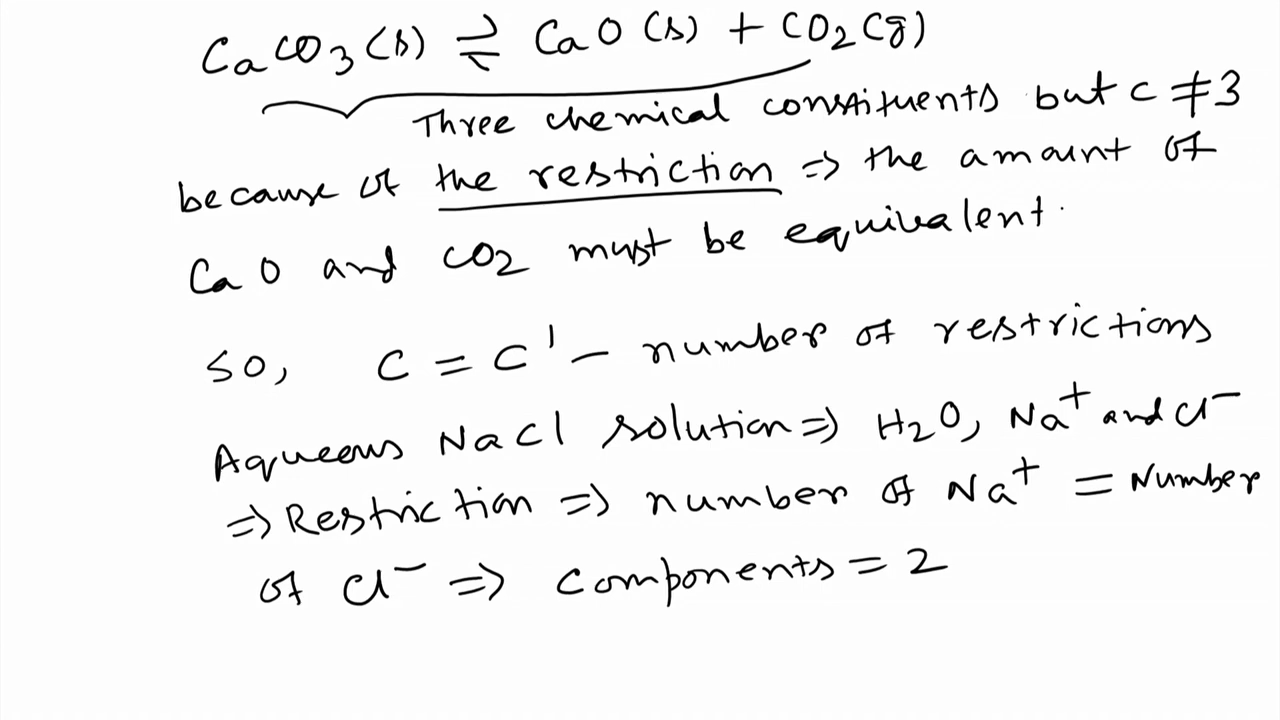 CaCO3(s) ⇌ CaO(s) + CO2(g)
Three chemical constituents but c ≠ 3
because of the restriction => the amount of
CaO and CO2 must be equivalent.
so, C = C' - number of restrictions
Aqueous NaCl solution => H2O, Na+ and Cl-
=> Restriction => number of Na+ = Number
of Cl- => components = 2